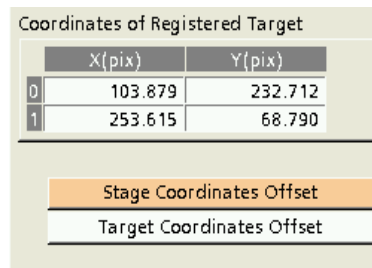 Coordinates of Registered Target
X(pix) Y(pix)
0 103.879 232.712
1 253.615 68.790
Stage Coordinates Offset
Target Coordinates Offset